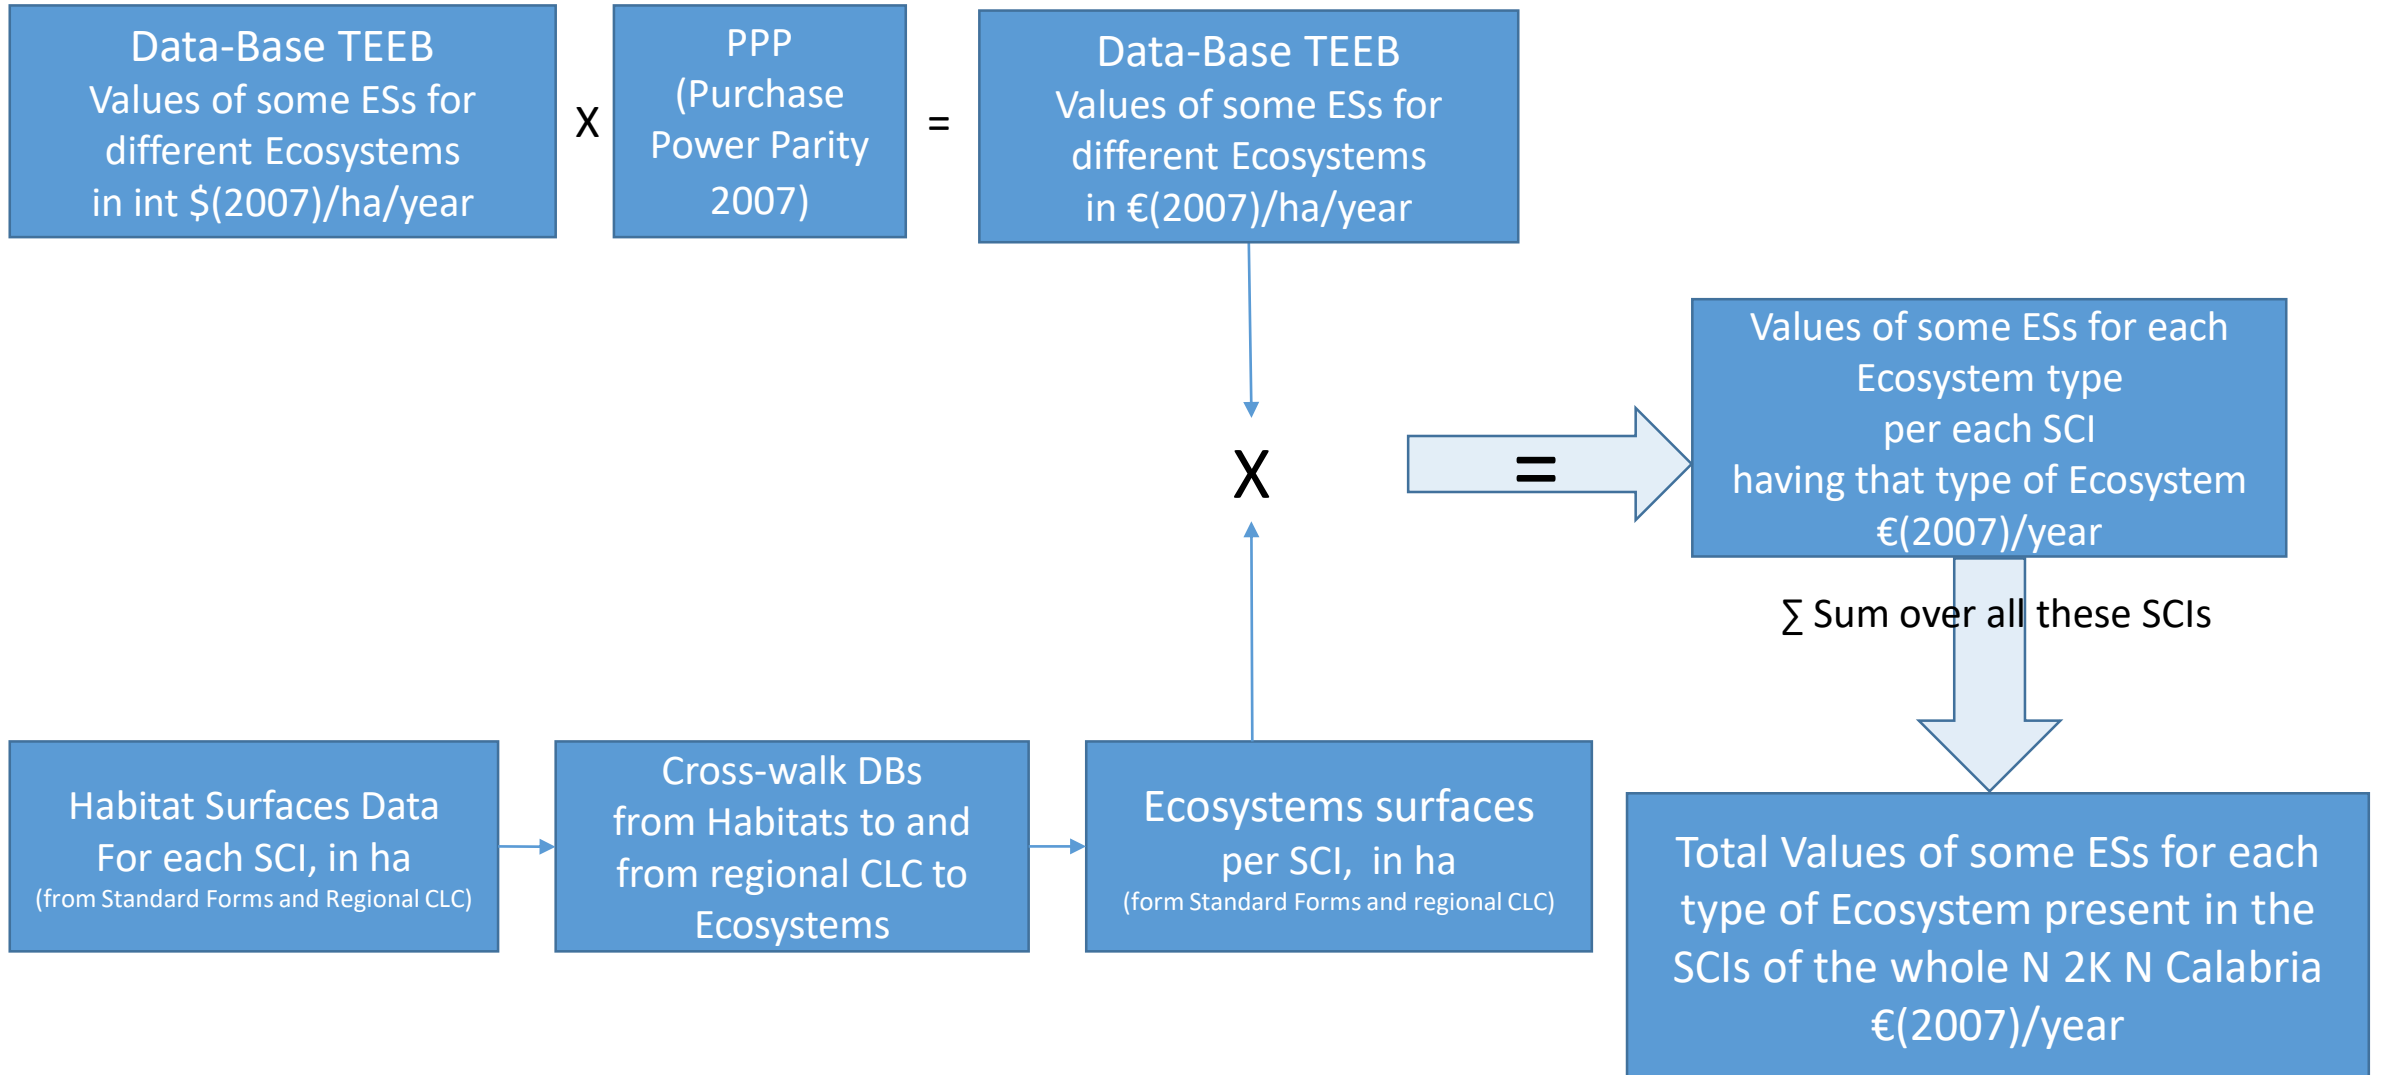 Data-Base TEEB
Values of some ESs for
different Ecosystems
in int $(2007)/ha/year
X
PPP
(Purchase
Power Parity
2007)
=
Data-Base TEEB
Values of some ESs for
different Ecosystems
in €(2007)/ha/year
X
=
Values of some ESs for each
Ecosystem type
per each SCI
having that type of Ecosystem
€(2007)/year
∑ Sum over all these SCIs
Habitat Surfaces Data
For each SCI, in ha
(from Standard Forms and Regional CLC)
Cross-walk DBs
from Habitats to and
from regional CLC to
Ecosystems
Ecosystems surfaces
per SCI, in ha
(form Standard Forms and regional CLC)
Total Values of some ESs for each
type of Ecosystem present in the
SCIs of the whole N 2K N Calabria
€(2007)/year